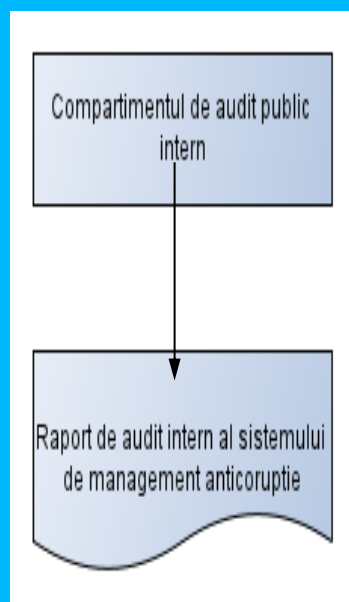 Compartimentul de audit public
intern
Raport de audit intern al sistemului
de management anticoruptie